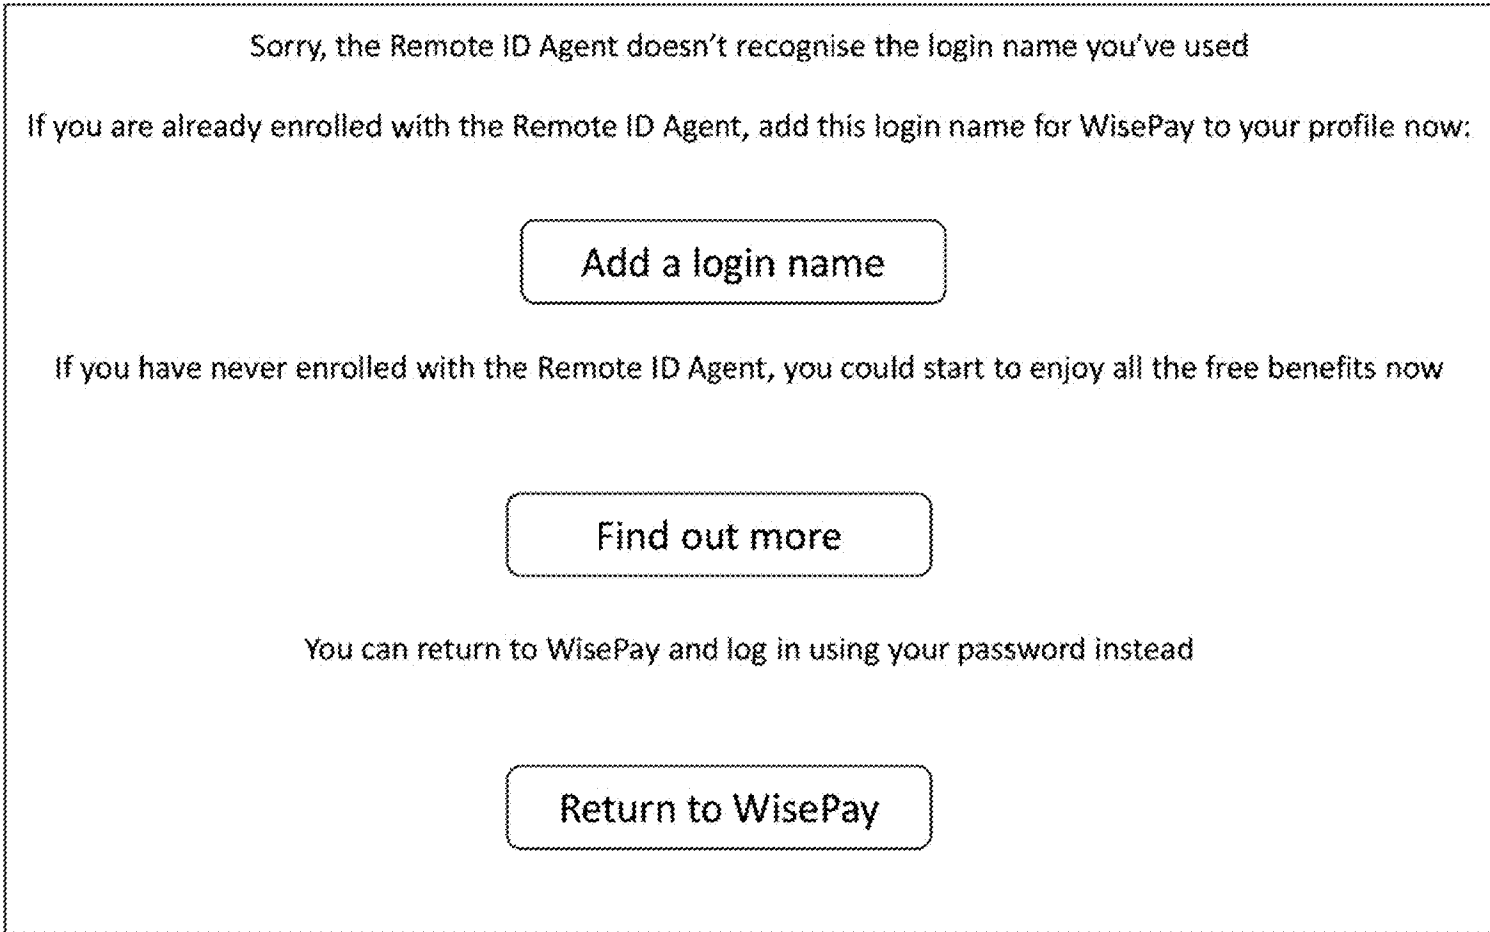 Sorry, the Remote ID Agent doesn't recognise the login name you've used
If you are already enrolled with the Remote ID Agent, add this login name for WisePay to your profile now:
Add a login name
If you have never enrolled with the Remote ID Agent, you could start to enjoy all the free benefits now
Find out more
You can return to WisePay and log in using your password instead
Return to WisePay